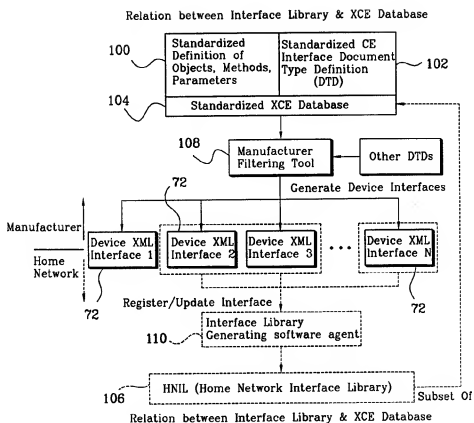 Relation between Interface Library & XCE Database
100
Standardized
Definition of
Objects, Methods,
Parameters
Standardized CE
Interface Document
Type Definition
(DTD)
102
104
Standardized XCE Database
108
Manufacturer
Filtering Tool
Other DTDs
Generate Device Interfaces
Manufacturer
Home
Network
72
Device XML
Interface 1
Device XML
Interface 2
Device XML
Interface 3
Device XML
Interface N
72
72
Register/Update Interface
110
Interface Library
Generating software agent
106
HNIL (Home Network Interface Library)
Subset Of
Relation between Interface Library & XCE Database